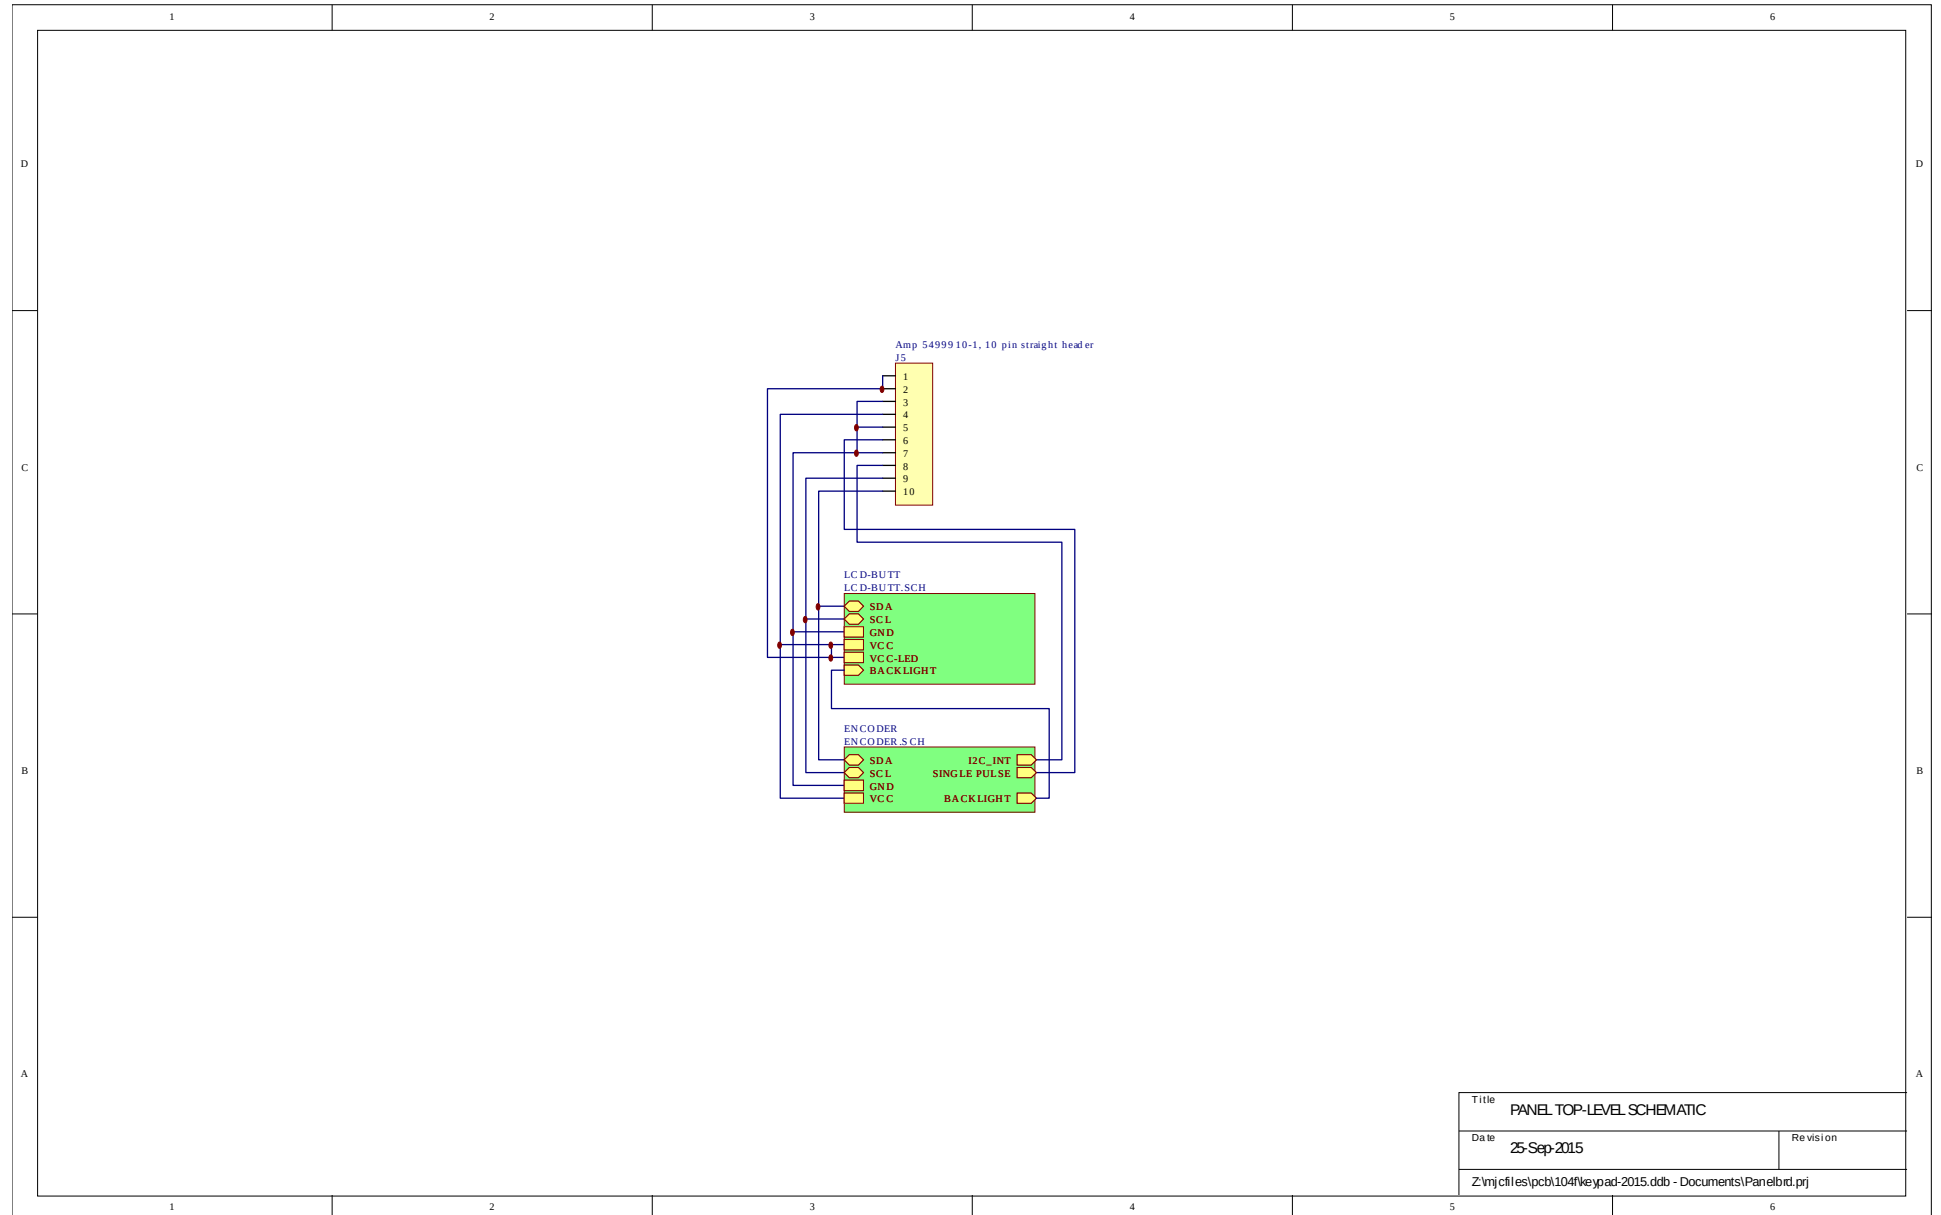 1 2 3 4 5 6
D D
Amp 5499910-1, 10 pin straight header
J5
1
2
3
4
5
6
7
8
9
10
C C
LCD-BUTT
LCD-BUTT.SCH
SDA
SCL
GND
VCC
VCC-LED
BACKLIGHT
ENCODER
ENCODER.SCH
SDA I2C_INT
SCL SINGLE PULSE
GND
VCC BACKLIGHT
B B
A A
Title PANEL TOP-LEVEL SCHEMATIC
Date 25-Sep-2015 Revision
Z:\mjcfiles\pcb\104f\keypad-2015.ddb - Documents\Panelbrd.prj
1 2 3 4 5 6